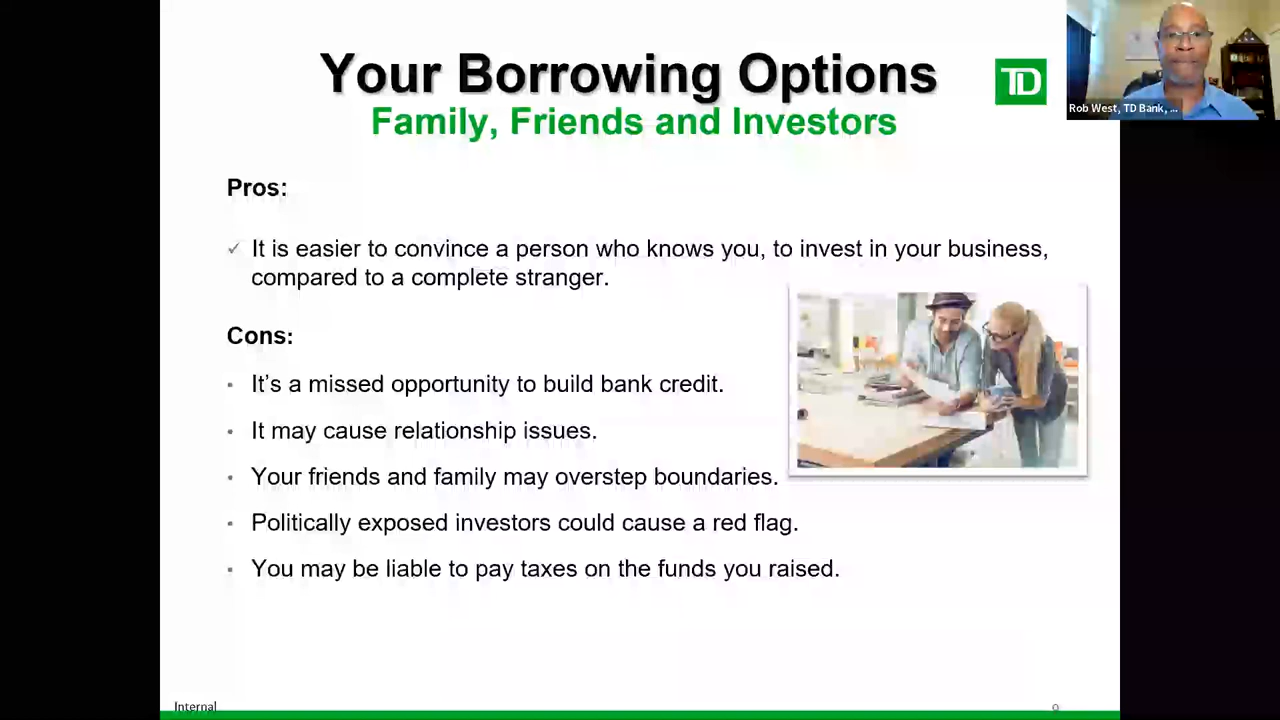 Your Borrowing Options
Family, Friends and Investors
TD
Rob West, TD Bank, ...
Pros:
✓ It is easier to convince a person who knows you, to invest in your business,
compared to a complete stranger.
Cons:
• It's a missed opportunity to build bank credit.
• It may cause relationship issues.
• Your friends and family may overstep boundaries.
• Politically exposed investors could cause a red flag.
• You may be liable to pay taxes on the funds you raised.
Internal
9